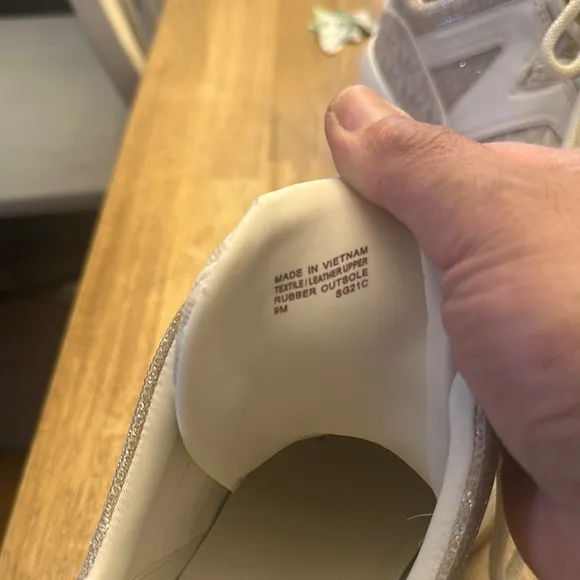 MADE IN VIETNAM
TEXTILE/LEATHER UPPER
RUBBER OUTSOLE
9M SG21C